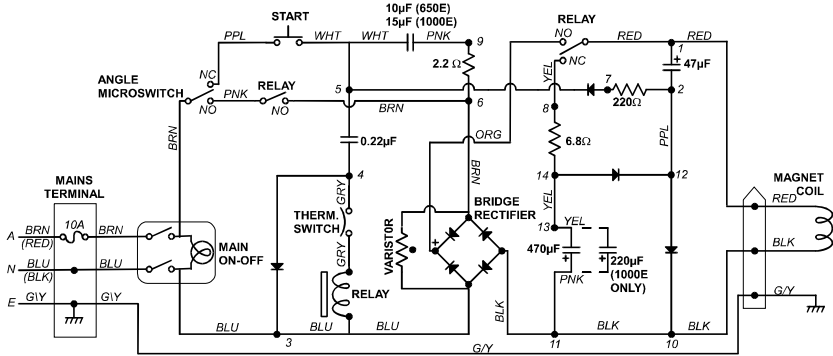 START
10µF (650E)
15µF (1000E)
RELAY
PPL
WHT
WHT
PNK
9
NO
RED
1
RED
2.2 Ω
YEL
NC
47µF
ANGLE
MICROSWITCH
NC
NO
PNK
RELAY
NO
5
BRN
6
7
220Ω
2
8
BRN
0.22µF
ORG
6.8Ω
PPL
4
GRY
BRN
14
12
MAINS
TERMINAL
10A
THERM.
SWITCH
BRIDGE
RECTIFIER
YEL
MAGNET
COIL
RED
A
BRN
(RED)
BRN
MAIN
ON-OFF
GRY
VARISTOR
+
13
YEL
470µF
+
220µF
(1000E
ONLY)
+
BLK
N
BLU
(BLK)
BLU
RELAY
PNK
G/Y
E
G\Y
G\Y
BLK
BLU
3
BLU
BLU
11
BLK
10
BLK
G/Y